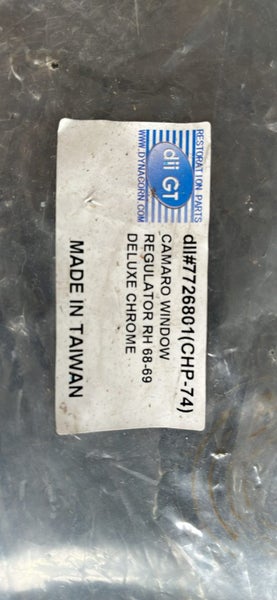 RESTORATION PARTS
dii GT
WWW.DYNACORN.COM
dii#7726801(CHP-74)
CAMARO WINDOW
REGULATOR RH 68-69
DELUXE CHROME
MADE IN TAIWAN